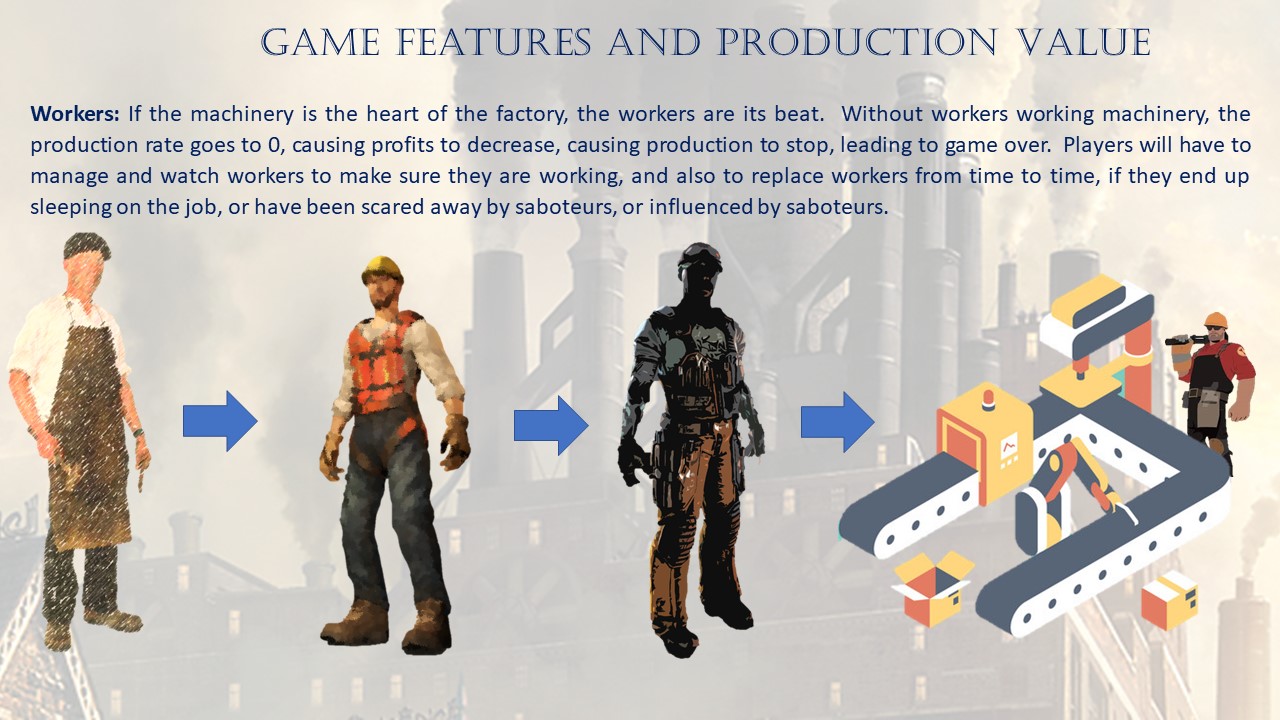 GAME FEATURES AND PRODUCTION VALUE
Workers: If the machinery is the heart of the factory, the workers are its beat. Without workers working machinery, the
production rate goes to 0, causing profits to decrease, causing production to stop, leading to game over. Players will have to
manage and watch workers to make sure they are working, and also to replace workers from time to time, if they end up
sleeping on the job, or have been scared away by saboteurs, or influenced by saboteurs.